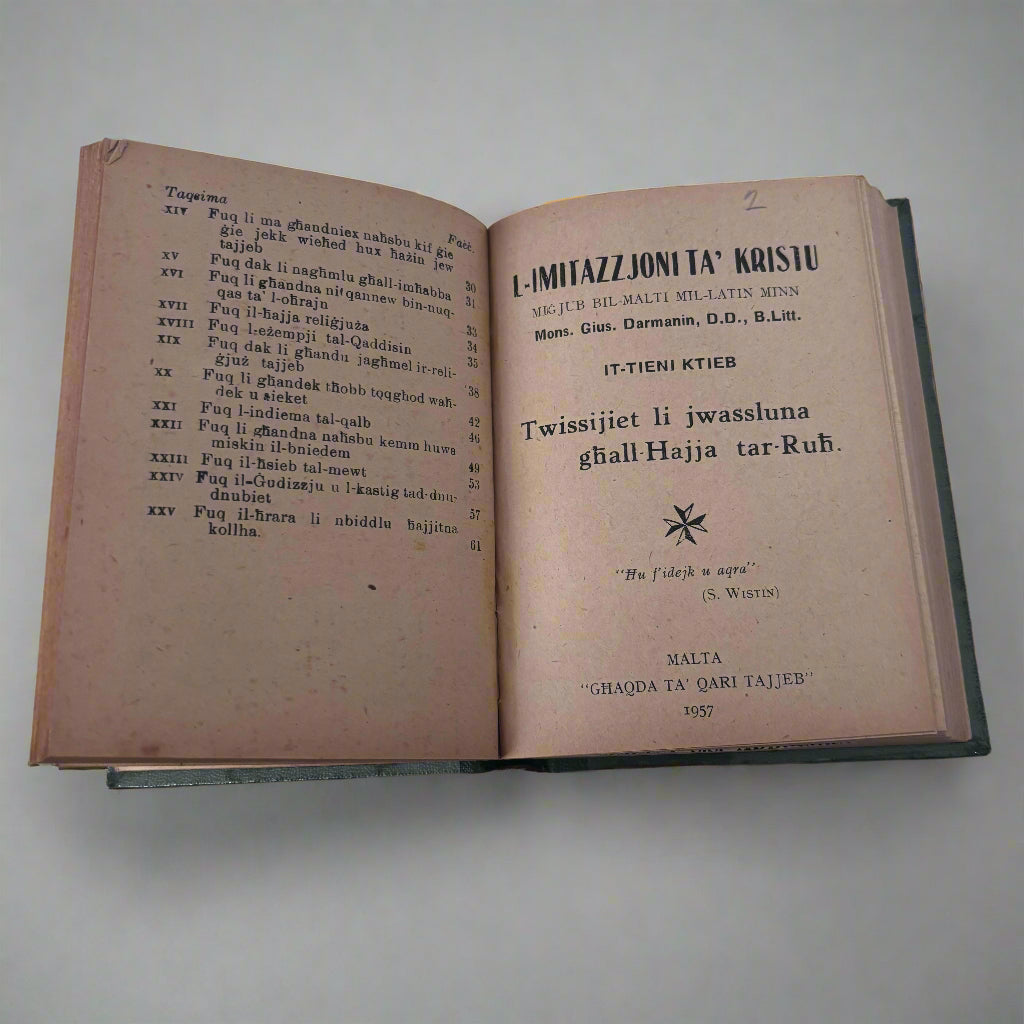 Taqsima
Faċċ.
XIV Fuq li ma għandniex naħsbu kif ġie
ġie jekk wieħed hux ħażin jew
tajjeb 30
XV Fuq dak li nagħmlu għall-imħabba 31
XVI Fuq li għandna nitqannew bin-nuq-
qas ta' l-oħrajn 33
XVII Fuq il-ħajja reliġjuża 34
XVIII Fuq l-eżempji tal-Qaddisin 35
XIX Fuq dak li għandu jagħmel ir-reli-
ġjuż tajjeb 38
XX Fuq li għandek tħobb toqgħod waħ-
dek u sieket 42
XXI Fuq l-indiema tal-qalb 46
XXII Fuq li għandna naħsbu kemm huwa
miskin il-bniedem 49
XXIII Fuq il-ħsieb tal-mewt 53
XXIV Fuq il-Ġudizzju u l-kastig tad-dnu-
dnubiet 57
XXV Fuq il-ħrara li nbiddlu ħajjitna
kollha. 61
2
L-IMITAZZJONI TA' KRISTU
MIĠJUB BIL-MALTI MIL-LATIN MINN
Mons. Gius. Darmanin, D.D., B.Litt.
IT-TIENI KTIEB
Twissijiet li jwassluna
għall-Hajja tar-Ruħ.
"Ħu f'idejk u aqra"
(S. WISTIN)
MALTA
"GĦAQDA TA' QARI TAJJEB"
1957